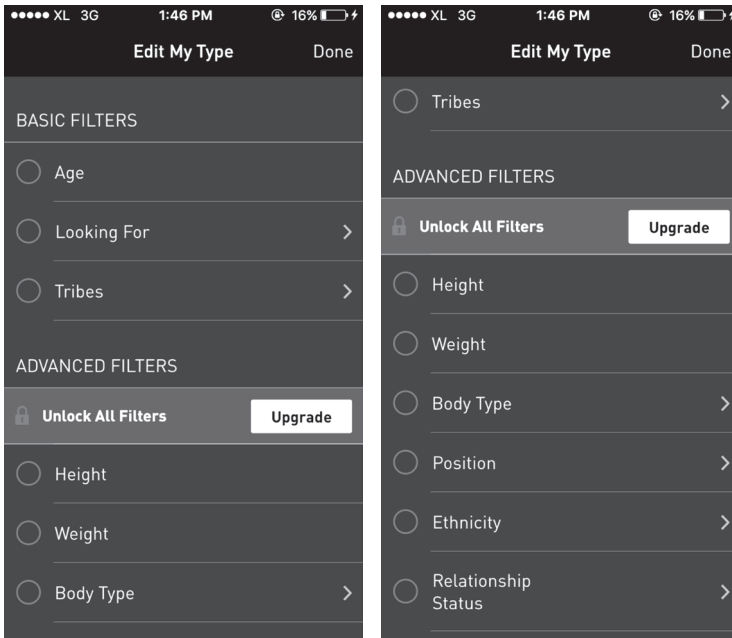 XL 3G 1:46 PM 16%
Edit My Type Done
BASIC FILTERS
Age
Looking For
Tribes
ADVANCED FILTERS
Unlock All Filters Upgrade
Height
Weight
Body Type
XL 3G 1:46 PM 16%
Edit My Type Done
Tribes
ADVANCED FILTERS
Unlock All Filters Upgrade
Height
Weight
Body Type
Position
Ethnicity
Relationship
Status